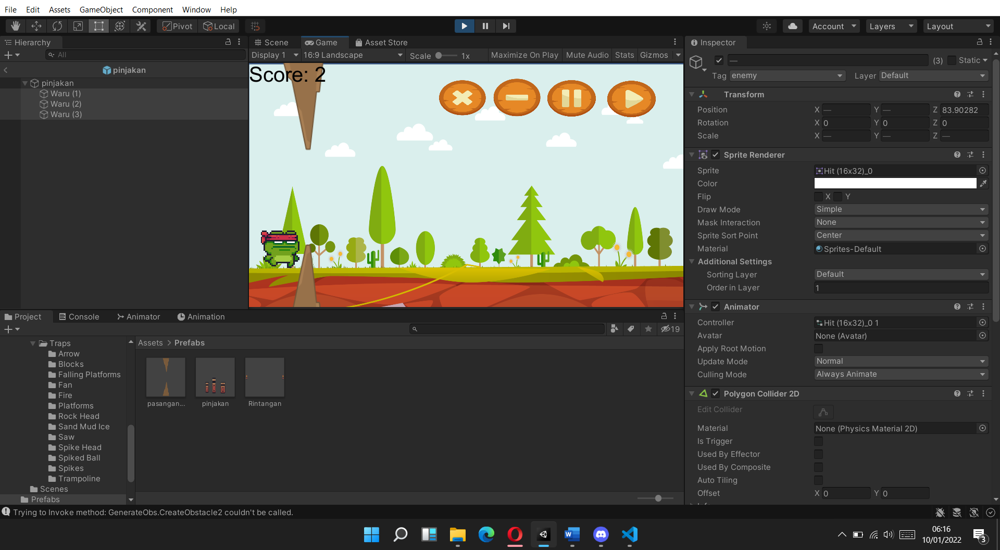 File Edit Assets GameObject Component Window Help
Pivot Local Account Layers Layout
Hierarchy
All
pinjakan
pinjakan
Waru (1)
Waru (2)
Waru (3)
Scene Game Asset Store
Display 1 16:9 Landscape Scale 1x Maximize On Play Mute Audio Stats Gizmos
Score: 2
Inspector
— (3) Static
Tag enemy Layer Default
Transform
Position X — Y — Z 83.90282
Rotation X 0 Y 0 Z 0
Scale X — Y — Z —
Sprite Renderer
Sprite Hit (16x32)_0
Color
Flip X Y
Draw Mode Simple
Mask Interaction None
Sprite Sort Point Center
Material Sprites-Default
Additional Settings
Sorting Layer Default
Order in Layer 1
Animator
Controller Hit (16x32)_0 1
Avatar None (Avatar)
Apply Root Motion
Update Mode Normal
Culling Mode Always Animate
Polygon Collider 2D
Edit Collider
Material None (Physics Material 2D)
Is Trigger
Used By Effector
Used By Composite
Auto Tiling
Offset X 0 Y 0
Project Console Animator Animation
19
Traps
Arrow
Blocks
Falling Platforms
Fan
Fire
Platforms
Rock Head
Sand Mud Ice
Saw
Spike Head
Spiked Ball
Spikes
Trampoline
Scenes
Prefabs
Assets > Prefabs
pasangan... pinjakan Rintangan
Trying to Invoke method: GenerateObs.CreateObstacle2 couldn't be called.
06:16
10/01/2022
3